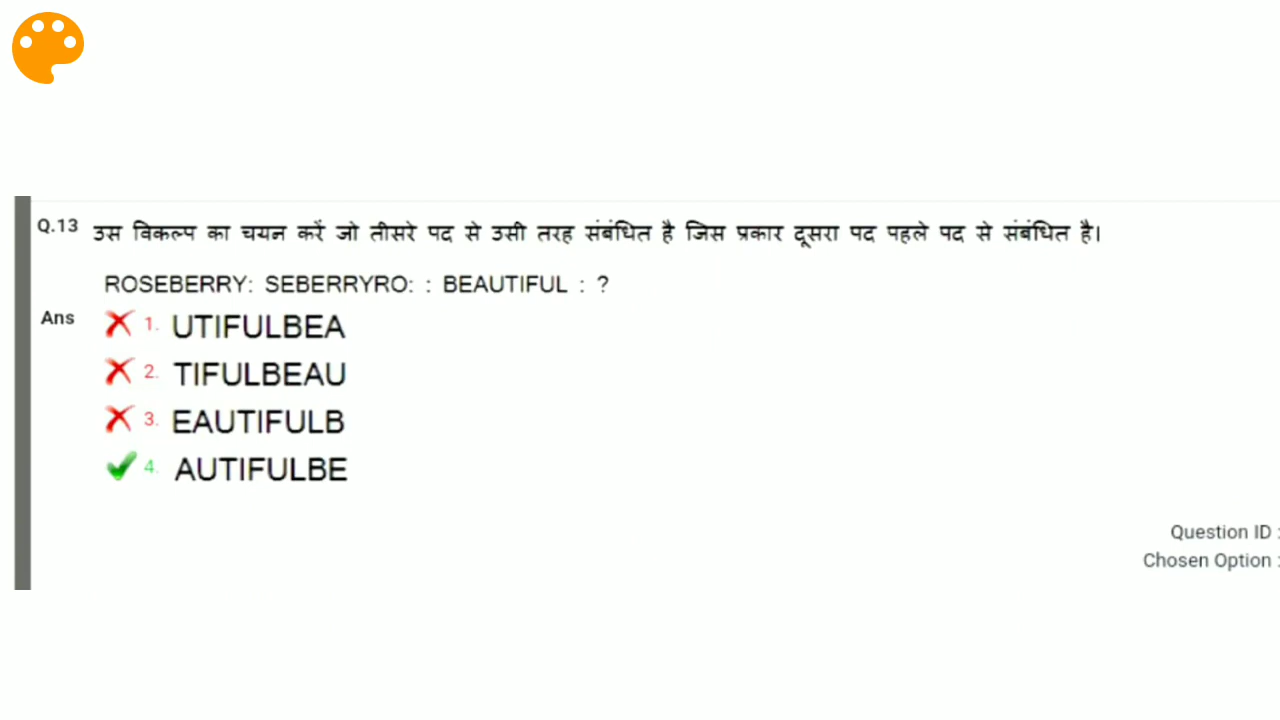 Q.13 उस विकल्प का चयन करें जो तीसरे पद से उसी तरह संबंधित है जिस प्रकार दूसरा पद पहले पद से संबंधित है।
ROSEBERRY: SEBERRYRO: : BEAUTIFUL : ?
Ans 1. UTIFULBEA
2. TIFULBEAU
3. EAUTIFULB
4. AUTIFULBE
Question ID :
Chosen Option :